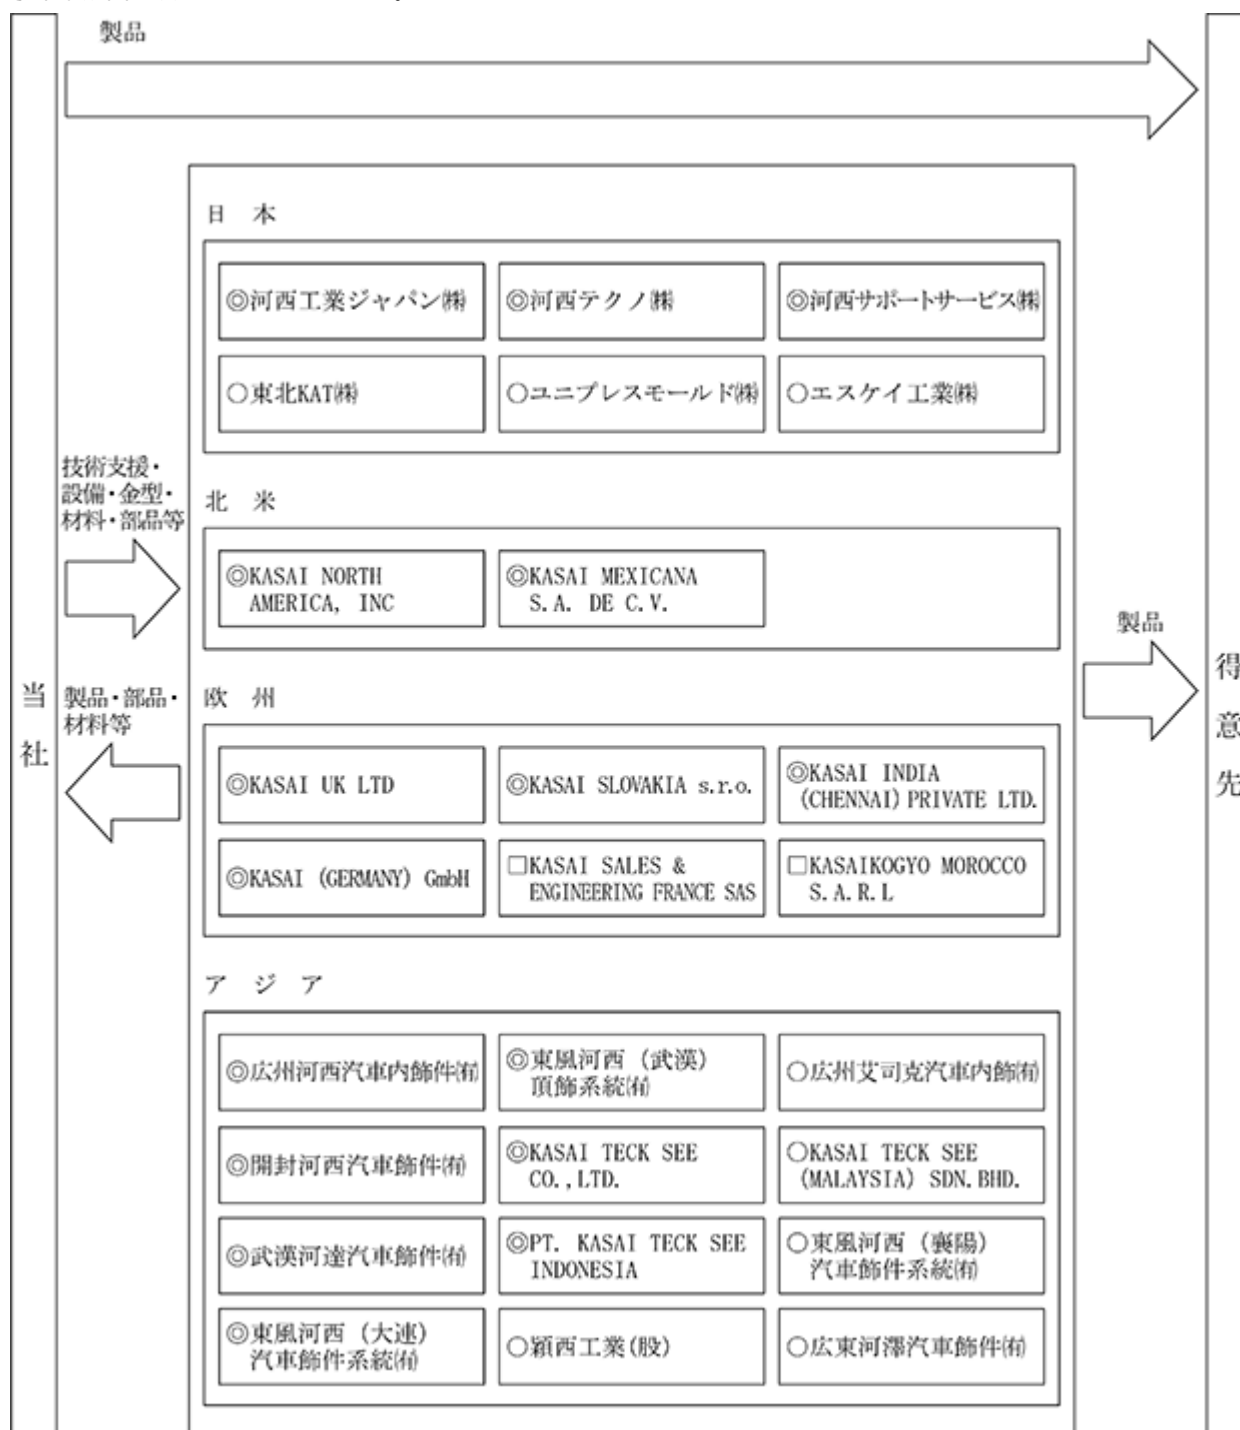 製品
日 本
◎河西工業ジャパン㈱
◎河西テクノ㈱
◎河西サポートサービス㈱
○東北KAT㈱
○ユニプレスモールド㈱
○エスケイ工業㈱
技術支援・
設備・金型・
材料・部品等
北 米
◎KASAI NORTH
AMERICA, INC
◎KASAI MEXICANA
S.A. DE C.V.
製品
当
社
得
意
先
製品・部品・
材料等
欧 州
◎KASAI UK LTD
◎KASAI SLOVAKIA s.r.o.
◎KASAI INDIA
(CHENNAI) PRIVATE LTD.
◎KASAI (GERMANY) GmbH
□KASAI SALES &
ENGINEERING FRANCE SAS
□KASAIKOGYO MOROCCO
S.A.R.L
ア ジ ア
◎広州河西汽車内飾件㈲
◎東風河西（武漢）
頂飾系統㈲
○広州艾司克汽車内飾㈲
◎開封河西汽車飾件㈲
◎KASAI TECK SEE
CO.,LTD.
○KASAI TECK SEE
(MALAYSIA) SDN.BHD.
◎武漢河達汽車飾件㈲
◎PT. KASAI TECK SEE
INDONESIA
○東風河西（襄陽）
汽車飾件系統㈲
◎東風河西（大連）
汽車飾件系統㈲
○穎西工業(股)
○広東河澤汽車飾件㈲